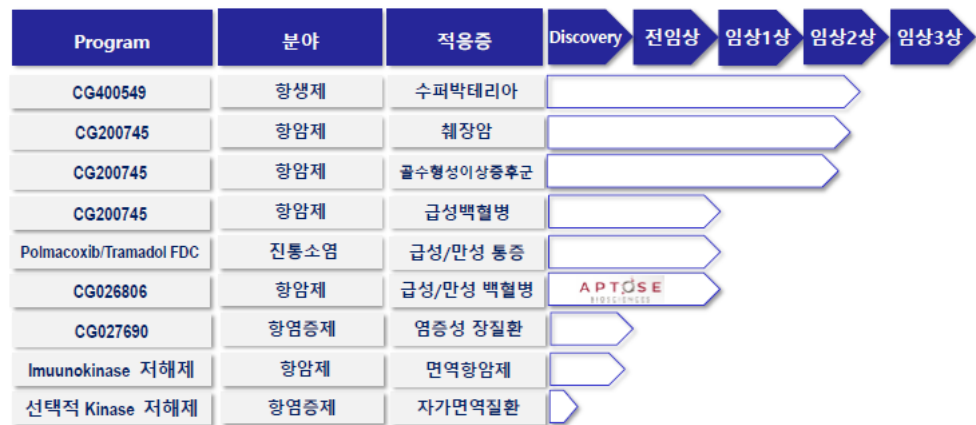 Program 분야 적응증 Discovery 전임상 임상1상 임상2상 임상3상
CG400549 항생제 수퍼박테리아
CG200745 항암제 췌장암
CG200745 항암제 골수형성이상증후군
CG200745 항암제 급성백혈병
Polmacoxib/Tramadol FDC 진통소염 급성/만성 통증
CG026806 항암제 급성/만성 백혈병 APTOSE
BIOSCIENCES
CG027690 항염증제 염증성 장질환
Imuunokinase 저해제 항암제 면역항암제
선택적 Kinase 저해제 항염증제 자가면역질환